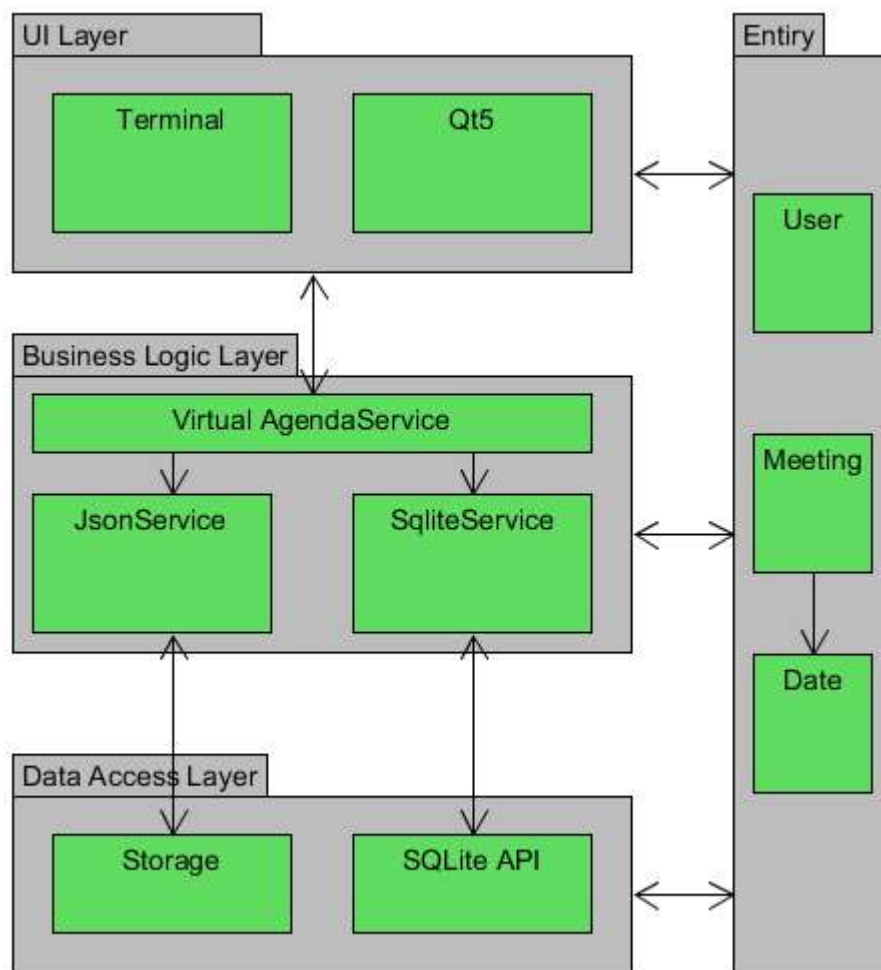 UI Layer
Entiry
Terminal
Qt5
User
Business Logic Layer
Virtual AgendaService
JsonService
SqliteService
Meeting
Date
Data Access Layer
Storage
SQLite API